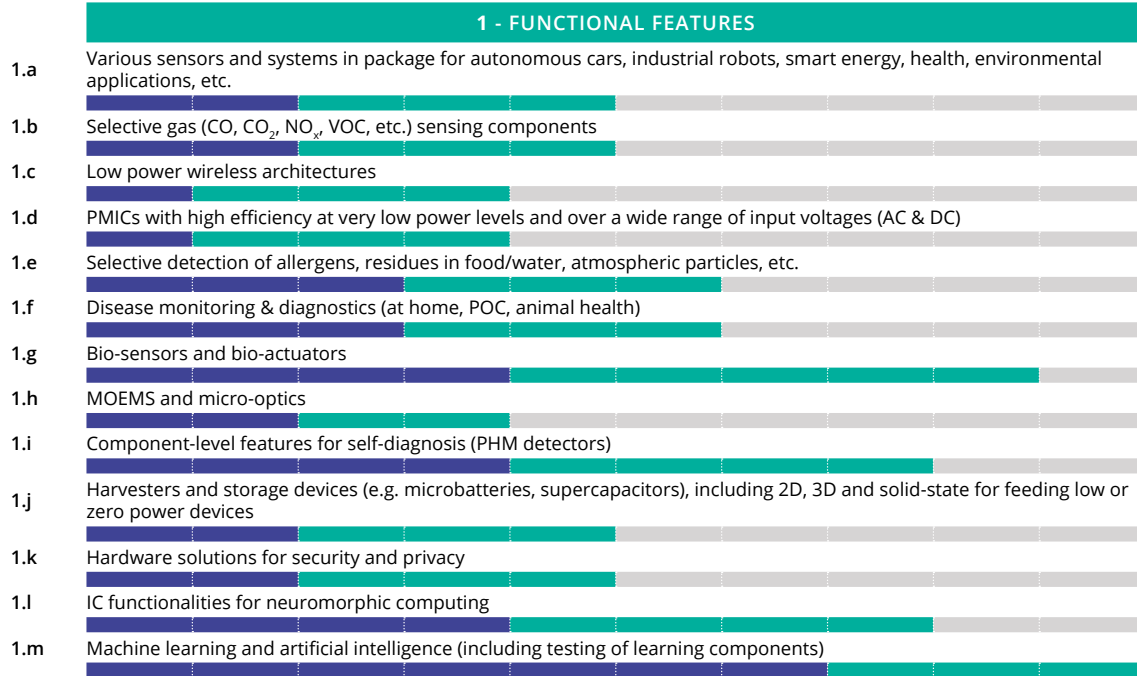 1 - FUNCTIONAL FEATURES
1.a Various sensors and systems in package for autonomous cars, industrial robots, smart energy, health, environmental
applications, etc.
1.b Selective gas (CO, CO₂, NOₓ, VOC, etc.) sensing components
1.c Low power wireless architectures
1.d PMICs with high efficiency at very low power levels and over a wide range of input voltages (AC & DC)
1.e Selective detection of allergens, residues in food/water, atmospheric particles, etc.
1.f Disease monitoring & diagnostics (at home, POC, animal health)
1.g Bio-sensors and bio-actuators
1.h MOEMS and micro-optics
1.i Component-level features for self-diagnosis (PHM detectors)
1.j Harvesters and storage devices (e.g. microbatteries, supercapacitors), including 2D, 3D and solid-state for feeding low or
zero power devices
1.k Hardware solutions for security and privacy
1.l IC functionalities for neuromorphic computing
1.m Machine learning and artificial intelligence (including testing of learning components)